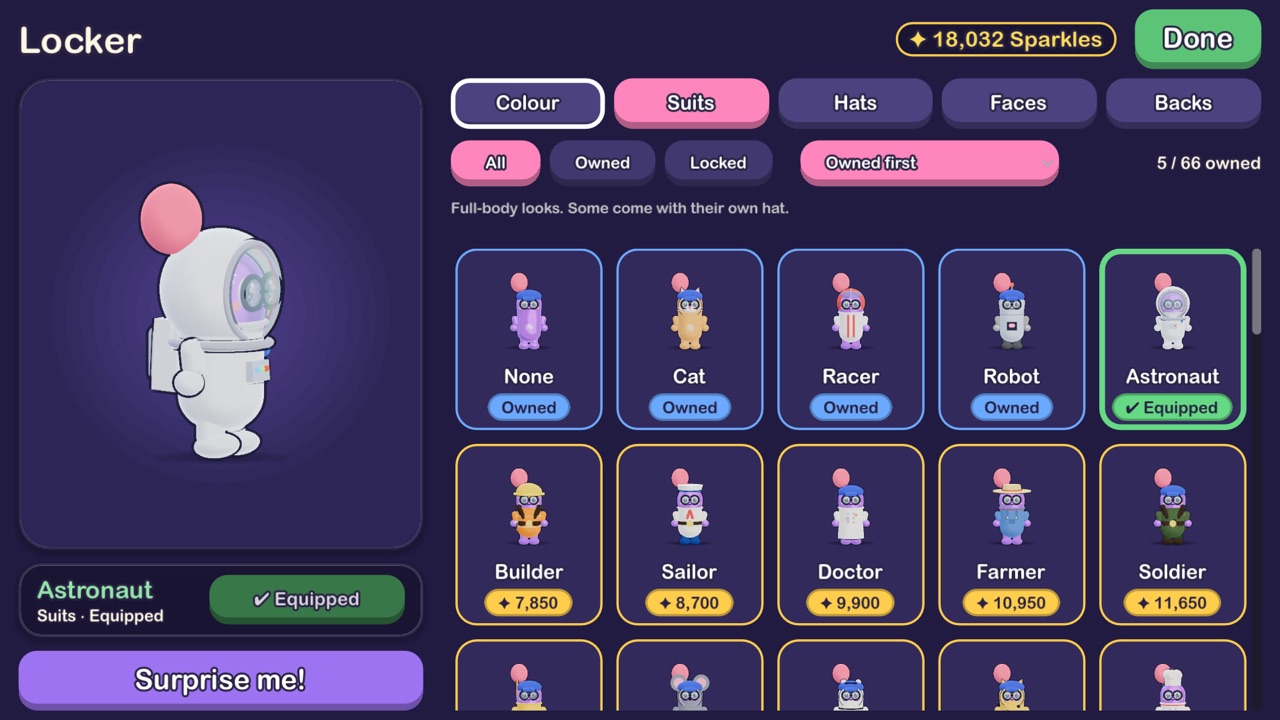 Locker
✦ 18,032 Sparkles
Done
Colour
Suits
Hats
Faces
Backs
All
Owned
Locked
Owned first
5 / 66 owned
Full-body looks. Some come with their own hat.
None
Owned
Cat
Owned
Racer
Owned
Robot
Owned
Astronaut
✔ Equipped
Builder
✦ 7,850
Sailor
✦ 8,700
Doctor
✦ 9,900
Farmer
✦ 10,950
Soldier
✦ 11,650
Astronaut
Suits · Equipped
✔ Equipped
Surprise me!